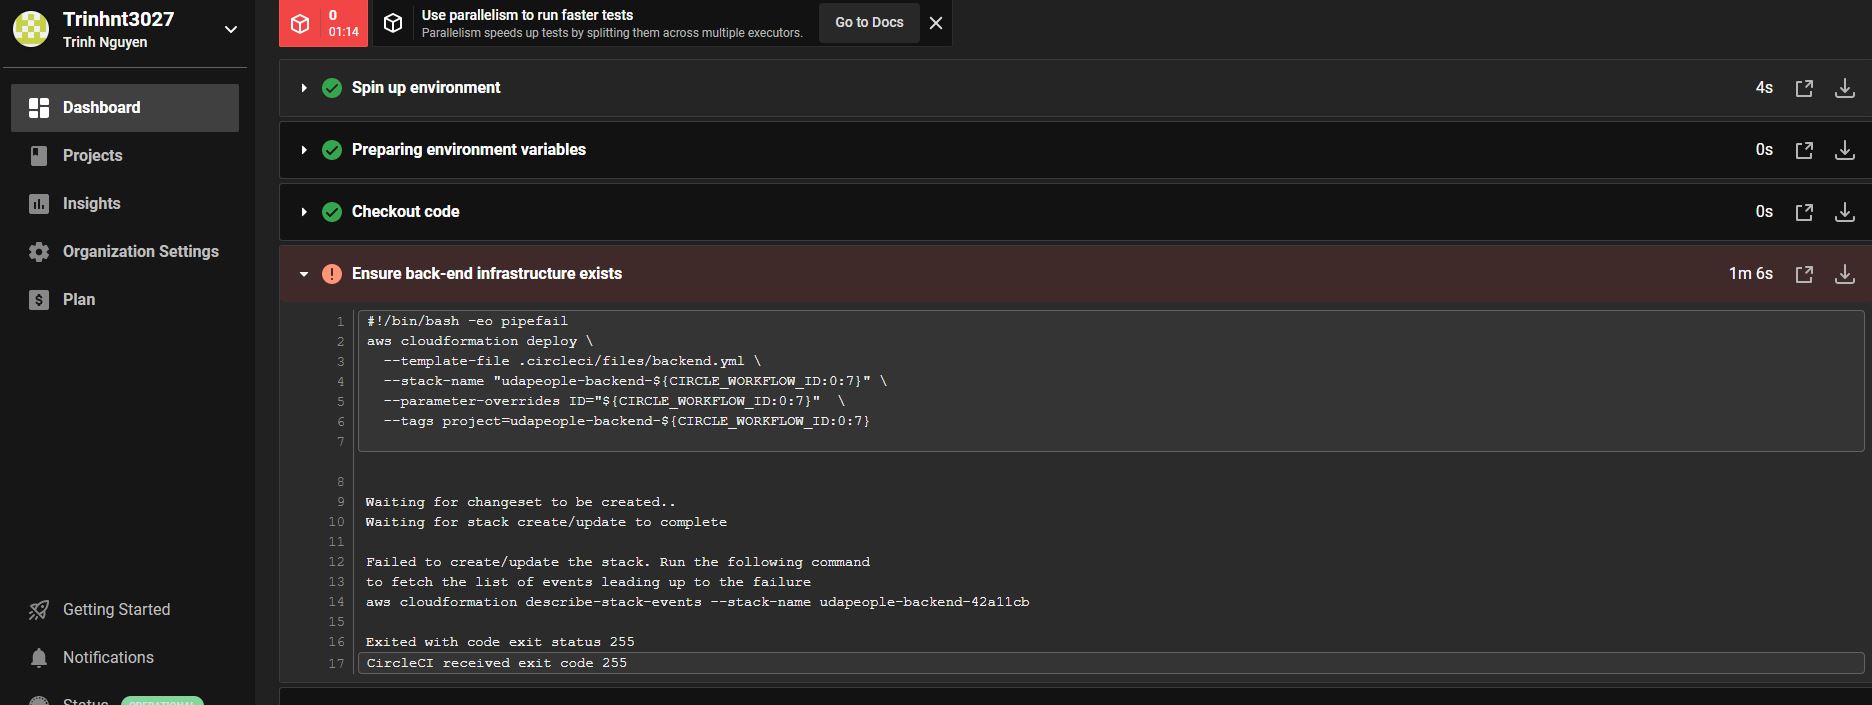 Trinhnt3027
Trinh Nguyen
Dashboard
Projects
Insights
Organization Settings
Plan
Getting Started
Notifications
Status OPERATIONAL
0
01:14
Use parallelism to run faster tests
Parallelism speeds up tests by splitting them across multiple executors.
Go to Docs
Spin up environment 4s
Preparing environment variables 0s
Checkout code 0s
Ensure back-end infrastructure exists 1m 6s
1 #!/bin/bash -eo pipefail
2 aws cloudformation deploy \
3 --template-file .circleci/files/backend.yml \
4 --stack-name "udapeople-backend-${CIRCLE_WORKFLOW_ID:0:7}" \
5 --parameter-overrides ID="${CIRCLE_WORKFLOW_ID:0:7}" \
6 --tags project=udapeople-backend-${CIRCLE_WORKFLOW_ID:0:7}
7
8
9 Waiting for changeset to be created..
10 Waiting for stack create/update to complete
11
12 Failed to create/update the stack. Run the following command
13 to fetch the list of events leading up to the failure
14 aws cloudformation describe-stack-events --stack-name udapeople-backend-42a11cb
15
16 Exited with code exit status 255
17 CircleCI received exit code 255